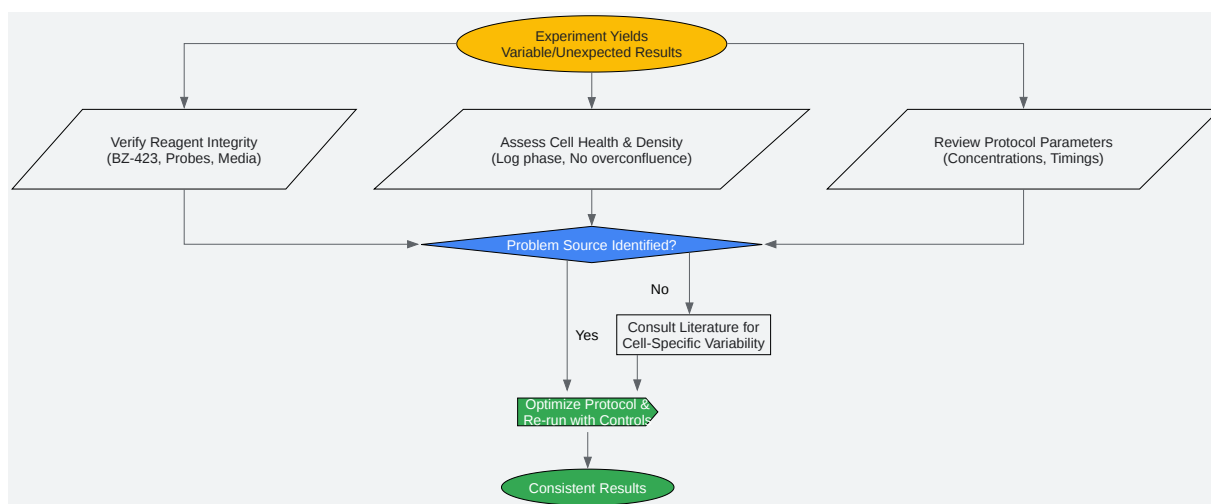 Experiment Yields
Variable/Unexpected Results
Verify Reagent Integrity
(BZ-423, Probes, Media)
Assess Cell Health & Density
(Log phase, No overconfluence)
Review Protocol Parameters
(Concentrations, Timings)
Problem Source Identified?
No
Yes
Consult Literature for
Cell-Specific Variability
Optimize Protocol &
Re-run with Controls
Consistent Results